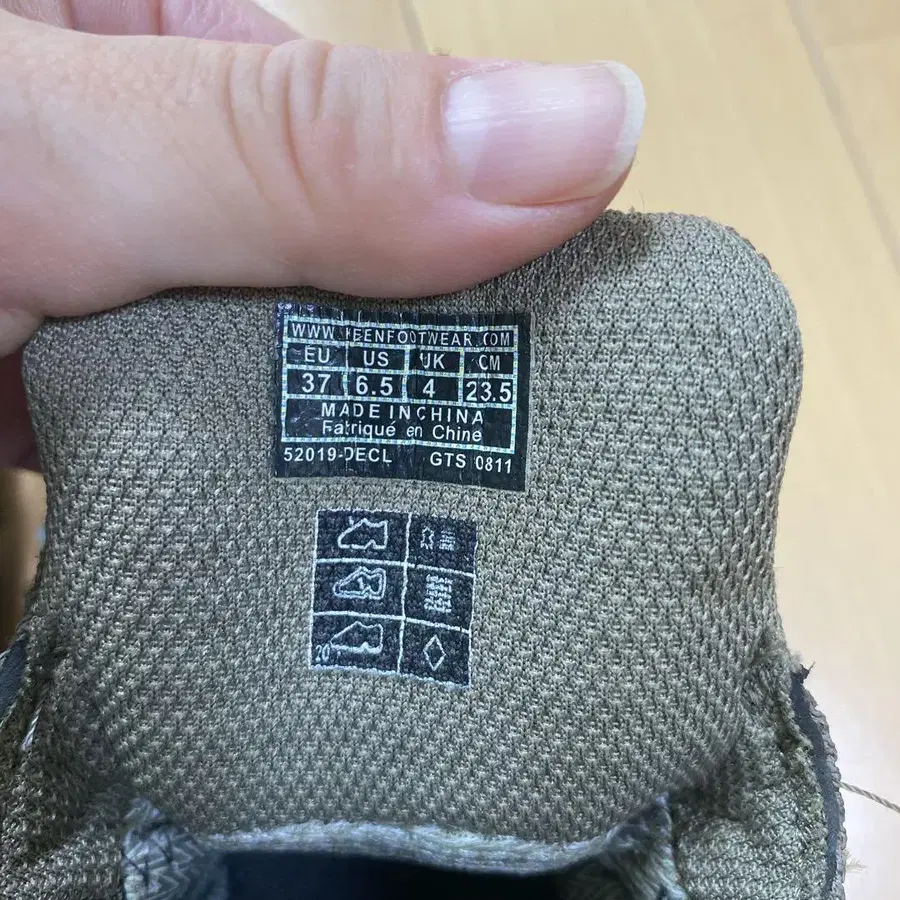 WWW.KEENFOOTWEAR.COM
EU US UK CM
37 6.5 4 23.5
MADE IN CHINA
Fabriqué en Chine
52019-DECL GTS 0811
20